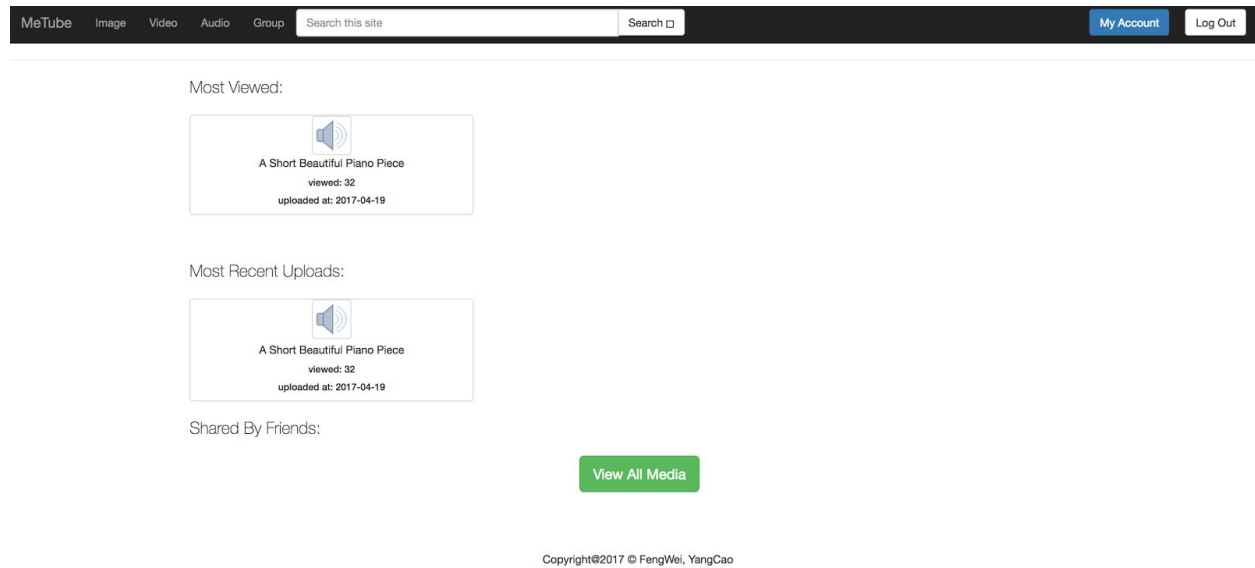 MeTube Image Video Audio Group Search this site Search My Account Log Out
Most Viewed:
A Short Beautiful Piano Piece
viewed: 32
uploaded at: 2017-04-19
Most Recent Uploads:
A Short Beautiful Piano Piece
viewed: 32
uploaded at: 2017-04-19
Shared By Friends:
View All Media
Copyright@2017 © FengWei, YangCao